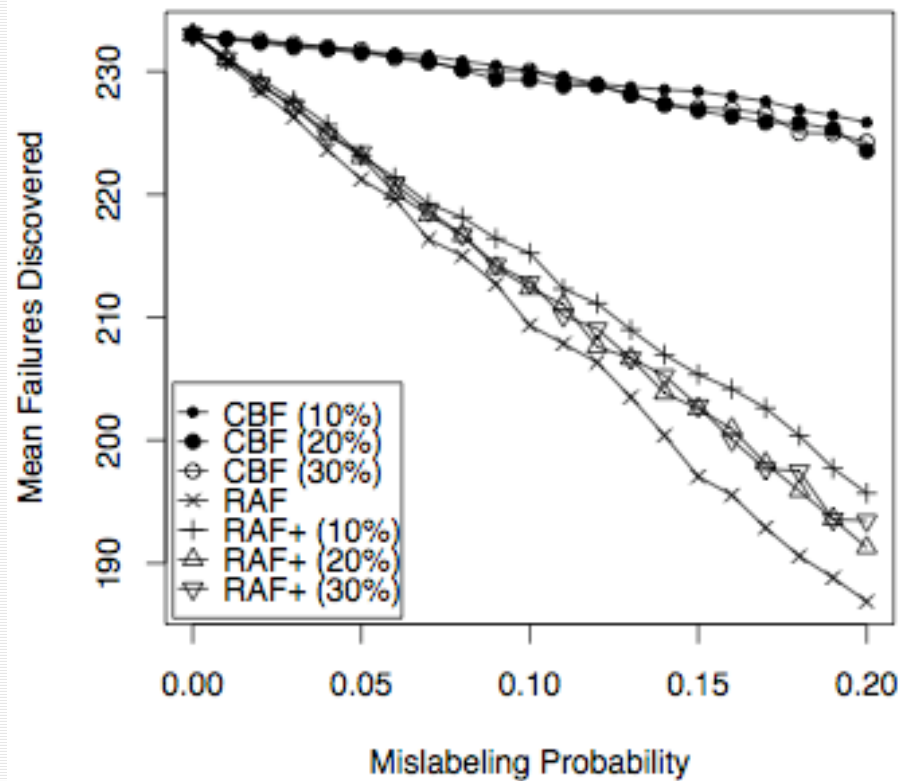 Mean Failures Discovered
230
220
210
200
190
CBF (10%)
CBF (20%)
CBF (30%)
RAF
RAF+ (10%)
RAF+ (20%)
RAF+ (30%)
0.00 0.05 0.10 0.15 0.20
Mislabeling Probability